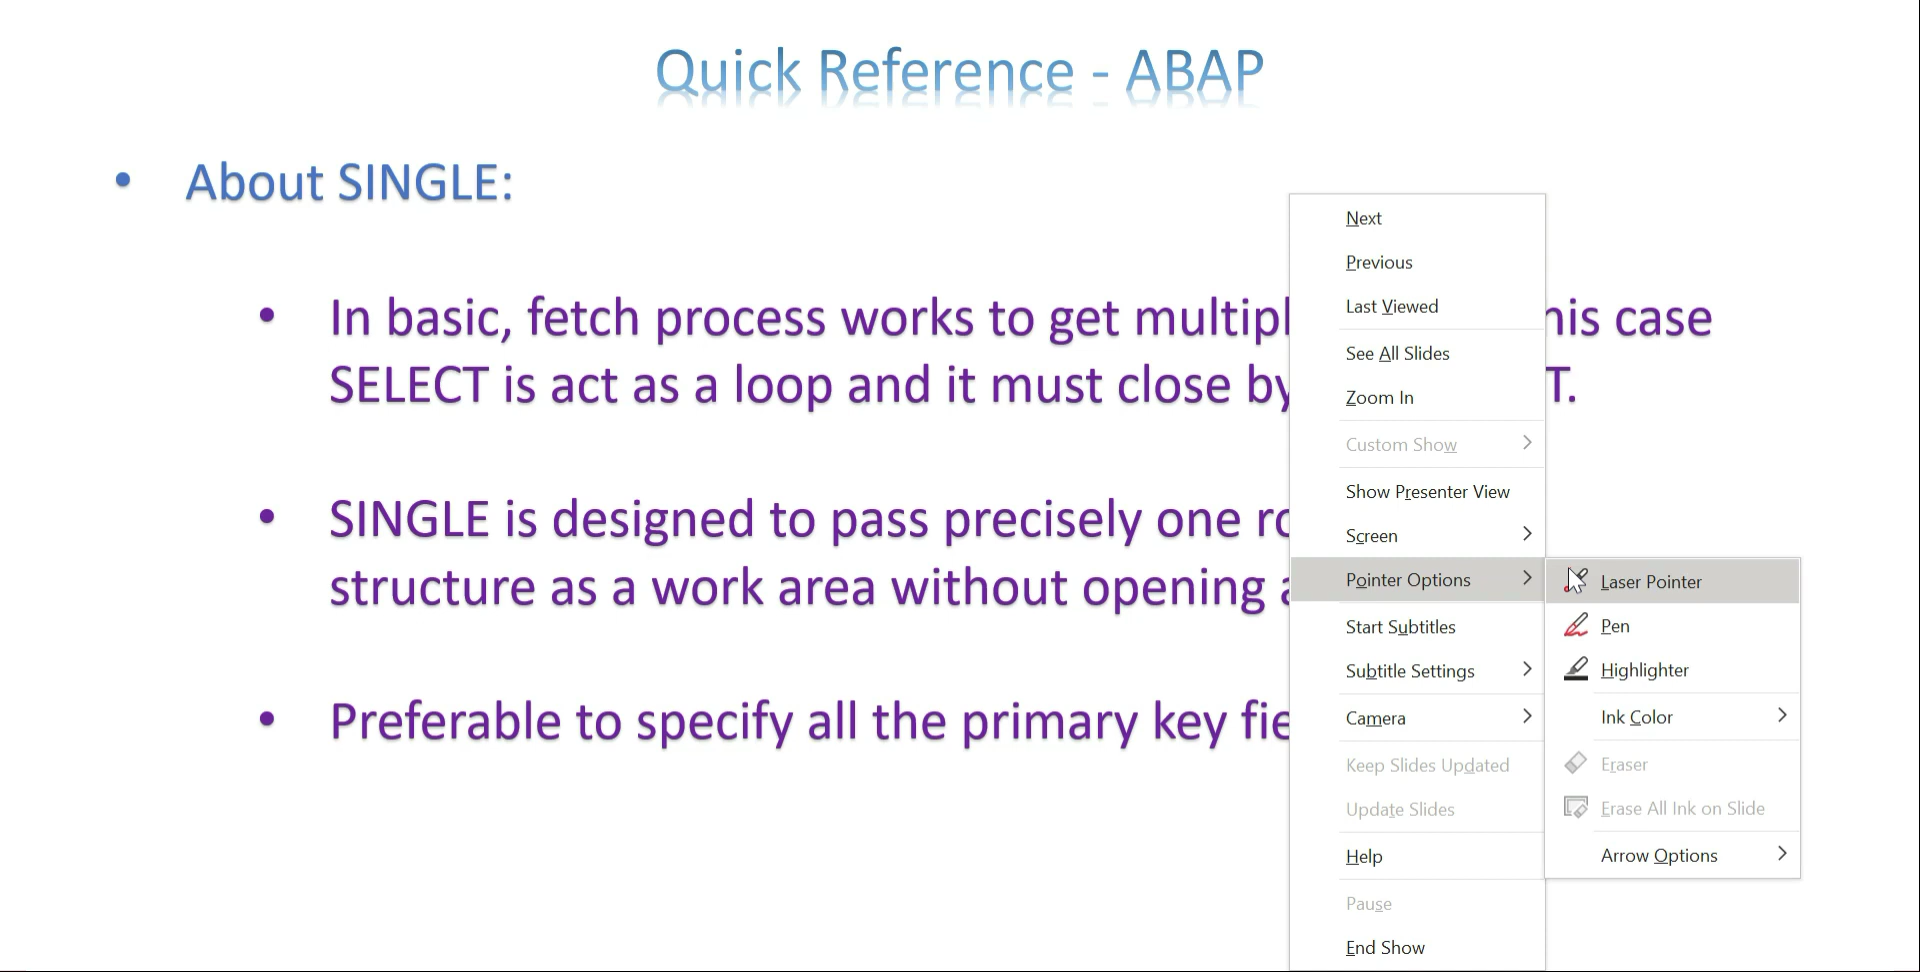 Quick Reference - ABAP
• About SINGLE:
• In basic, fetch process works to get case
SELECT is act as a loop and it must close by
• SINGLE is designed to pass precisely one
structure as a work area without opening
• Preferable to specify all the primary key
Next
Previous
Last Viewed
See All Slides
Zoom In
Custom Show
Show Presenter View
Screen
Pointer Options
Start Subtitles
Subtitle Settings
Camera
Keep Slides Updated
Update Slides
Help
Pause
End Show
Laser Pointer
Pen
Highlighter
Ink Color
Eraser
Erase All Ink on Slide
Arrow Options